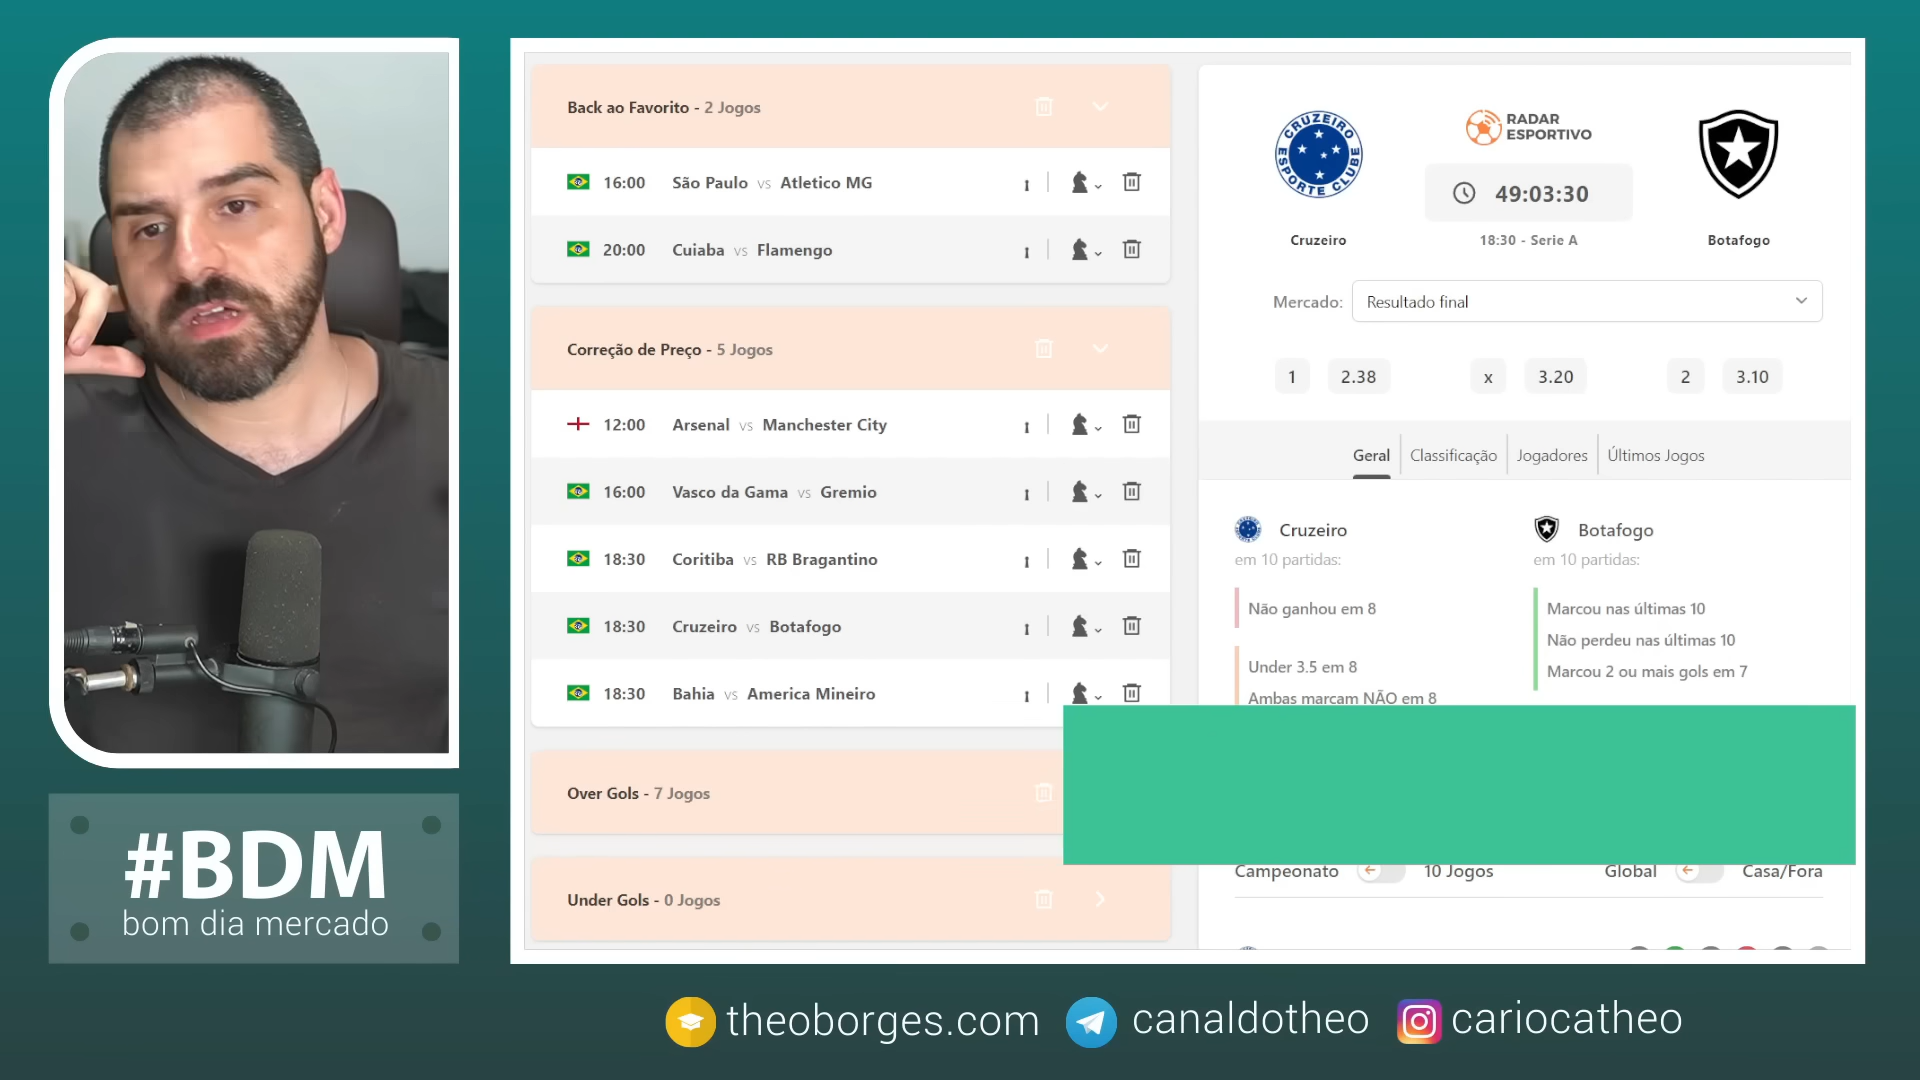 Back ao Favorito - 2 Jogos
16:00 São Paulo vs Atletico MG
20:00 Cuiaba vs Flamengo
Correção de Preço - 5 Jogos
12:00 Arsenal vs Manchester City
16:00 Vasco da Gama vs Gremio
18:30 Coritiba vs RB Bragantino
18:30 Cruzeiro vs Botafogo
18:30 Bahia vs America Mineiro
Over Gols - 7 Jogos
Under Gols - 0 Jogos
CRUZEIRO ESPORTE CLUBE
RADAR
ESPORTIVO
49:03:30
Cruzeiro
18:30 - Serie A
Botafogo
Mercado: Resultado final
1 2.38 x 3.20 2 3.10
Geral Classificação Jogadores Últimos Jogos
Cruzeiro
em 10 partidas:
Não ganhou em 8
Under 3.5 em 8
Ambas marcam NÃO em 8
Botafogo
em 10 partidas:
Marcou nas últimas 10
Não perdeu nas últimas 10
Marcou 2 ou mais gols em 7
Campeonato 10 Jogos Global Casa/Fora
#BDM
bom dia mercado
theoborges.com canaldotheo cariocatheo